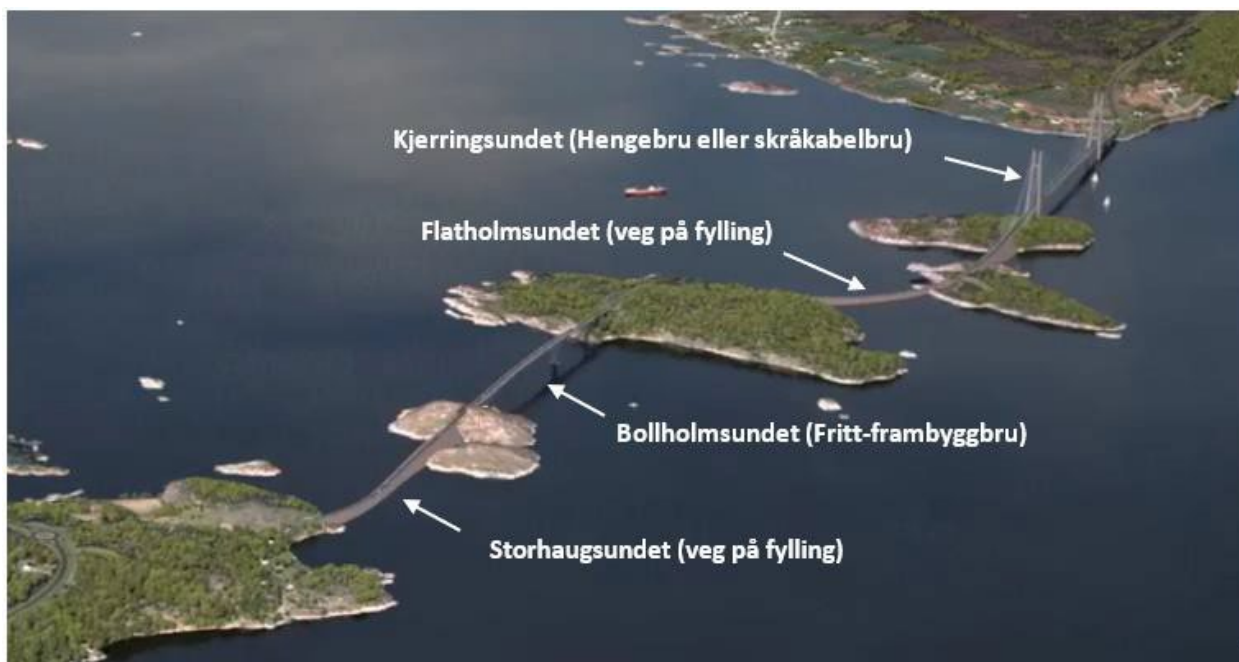 Kjerringsundet (Hengebru eller skråkabelbru)
Flatholmsundet (veg på fylling)
Bollholmsundet (Fritt-frambyggbru)
Storhaugsundet (veg på fylling)